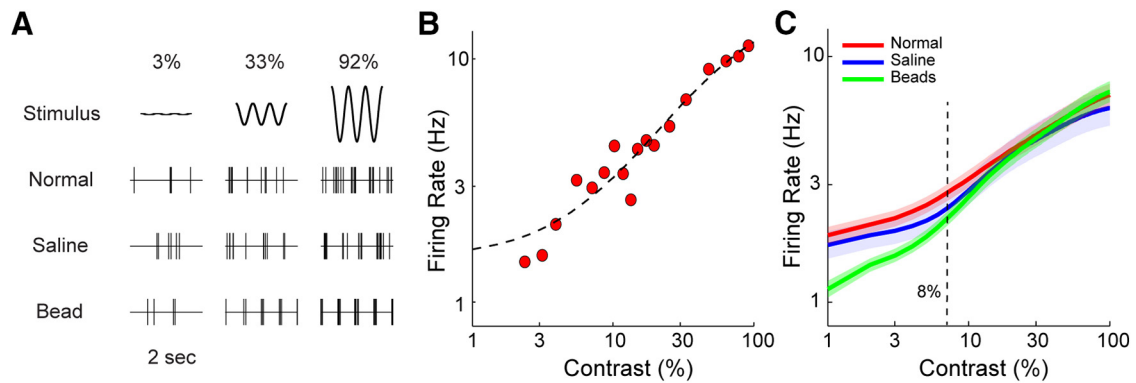 A
3% 33% 92%
Stimulus
Normal
Saline
Bead
2 sec
B
Firing Rate (Hz)
10
3
1
1 3 10 30 100
Contrast (%)
C
Normal
Saline
Beads
Firing Rate (Hz)
10
3
1
8%
1 3 10 30 100
Contrast (%)